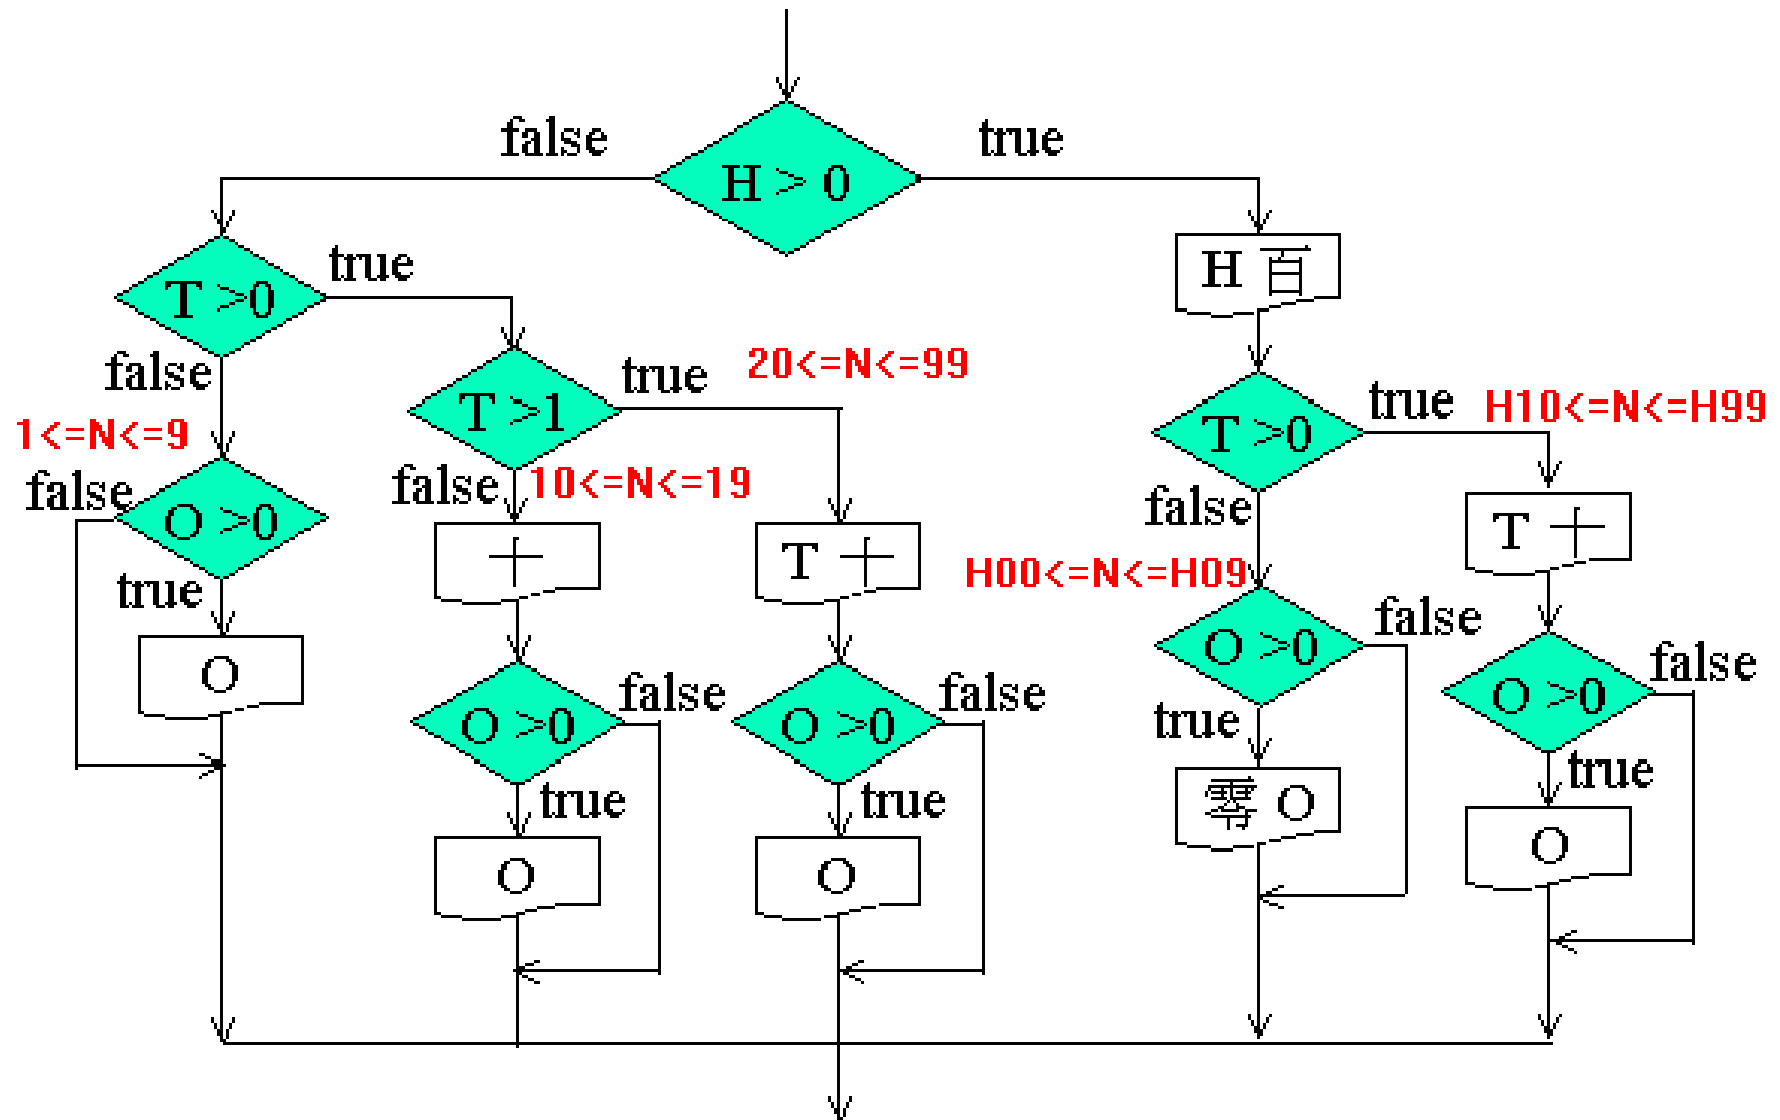 false
true
H > 0
T >0
true
H 百
false
true
20<=N<=99
T >1
true
H10<=N<=H99
1<=N<=9
T >0
false
false
10<=N<=19
false
O >0
十
T 十
T 十
true
H00<=N<=H09
false
O
O >0
false
O >0
false
O >0
false
O >0
false
true
true
true
true
零 O
O
O
O